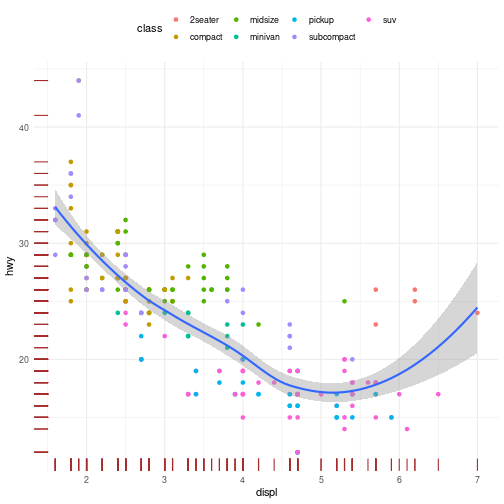 class
2seater midsize pickup suv
compact minivan subcompact
40
30
20
hwy
2 3 4 5 6 7
displ